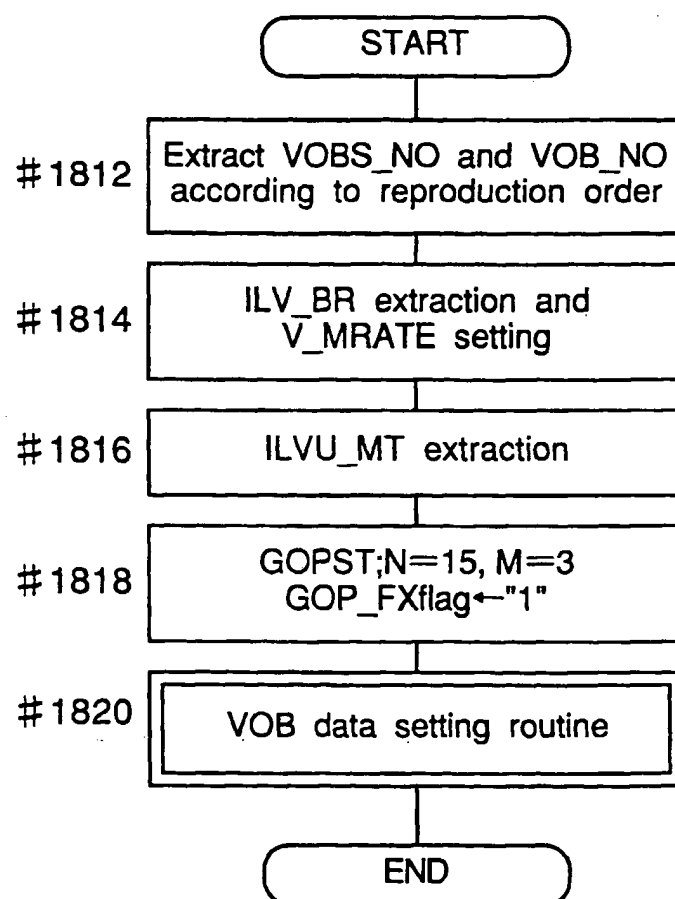 START
#1812
Extract VOBS_NO and VOB_NO
according to reproduction order
#1814
ILV_BR extraction and
V_MRATE setting
#1816
ILVU_MT extraction
#1818
GOPST;N=15, M=3
GOP_FXflag←"1"
#1820
VOB data setting routine
END